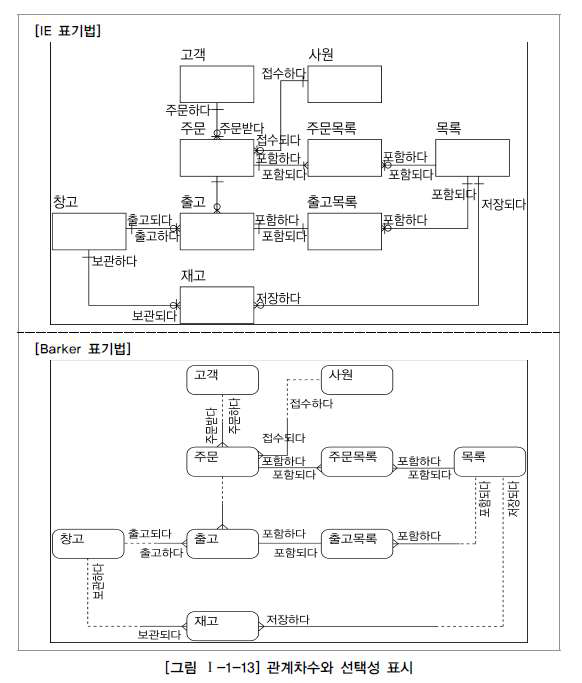 [IE 표기법]
고객
사원
접수하다
주문하다
주문
주문받다
주문목록
목록
접수되다
포함하다
포함되다
포함하다
포함되다
포함되다
저장되다
창고
출고되다
출고하다
출고
포함하다
포함되다
출고목록
포함하다
보관하다
재고
저장하다
보관되다
[Barker 표기법]
고객
사원
주문받다
주문하다
접수하다
접수되다
주문
포함하다
포함되다
주문목록
포함하다
포함되다
목록
포함되다
저장되다
창고
출고되다
출고하다
출고
포함하다
포함되다
출고목록
포함하다
보관하다
재고
저장하다
보관되다
[그림 Ⅰ-1-13] 관계차수와 선택성 표시